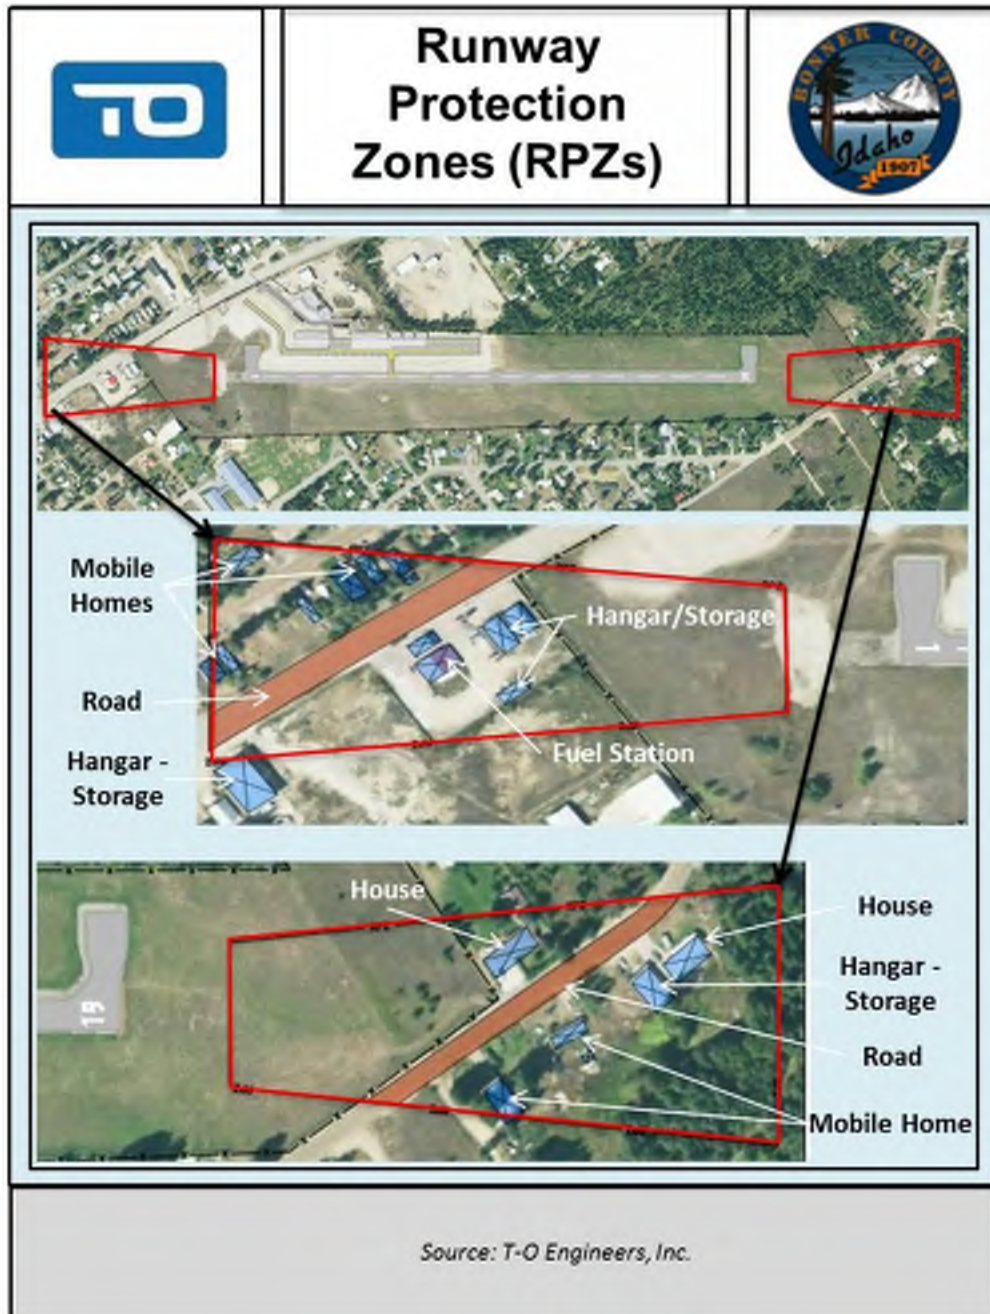 TO
Runway
Protection
Zones (RPZs)
BONNER COUNTY
Idaho
1907
Mobile
Homes
Hangar/Storage
1
Road
Fuel Station
Hangar -
Storage
House
House
Hangar -
Storage
19
Road
Mobile Home
Source: T-O Engineers, Inc.